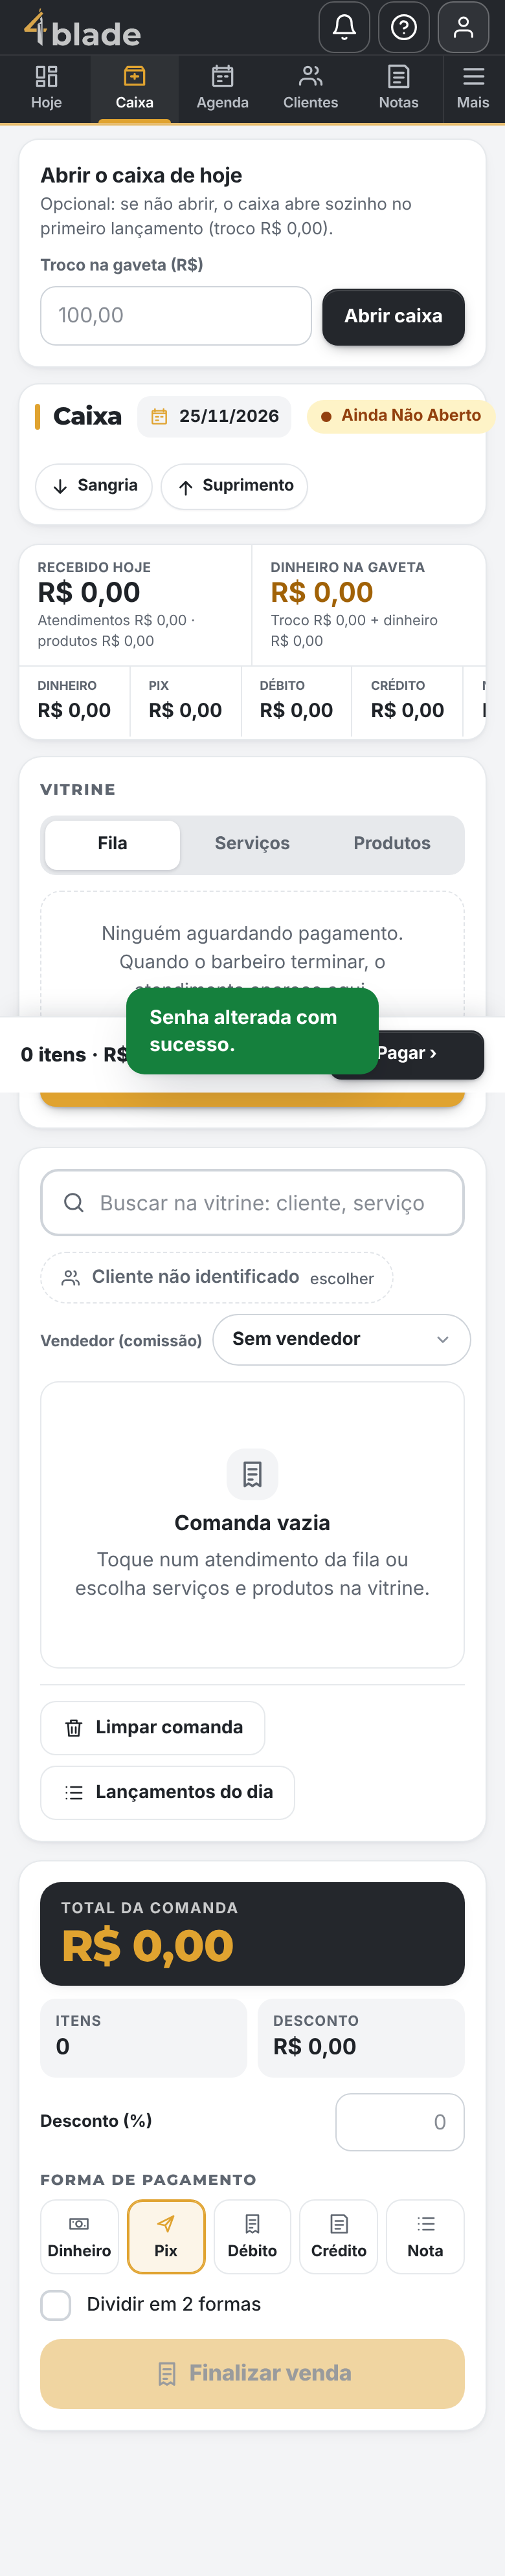 4blade
Hoje
Caixa
Agenda
Clientes
Notas
Mais
Abrir o caixa de hoje
Opcional: se não abrir, o caixa abre sozinho no
primeiro lançamento (troco R$ 0,00).
Troco na gaveta (R$)
100,00
Abrir caixa
Caixa
25/11/2026
Ainda Não Aberto
Sangria
Suprimento
RECEBIDO HOJE
R$ 0,00
Atendimentos R$ 0,00 ·
produtos R$ 0,00
DINHEIRO NA GAVETA
R$ 0,00
Troco R$ 0,00 + dinheiro
R$ 0,00
DINHEIRO
R$ 0,00
PIX
R$ 0,00
DÉBITO
R$ 0,00
CRÉDITO
R$ 0,00
VITRINE
Fila
Serviços
Produtos
Ninguém aguardando pagamento.
Quando o barbeiro terminar, o
Senha alterada com
sucesso.
0 itens · R$
Pagar ›
Buscar na vitrine: cliente, serviço
Cliente não identificado escolher
Vendedor (comissão)
Sem vendedor
Comanda vazia
Toque num atendimento da fila ou
escolha serviços e produtos na vitrine.
Limpar comanda
Lançamentos do dia
TOTAL DA COMANDA
R$ 0,00
ITENS
0
DESCONTO
R$ 0,00
Desconto (%)
0
FORMA DE PAGAMENTO
Dinheiro
Pix
Débito
Crédito
Nota
Dividir em 2 formas
Finalizar venda